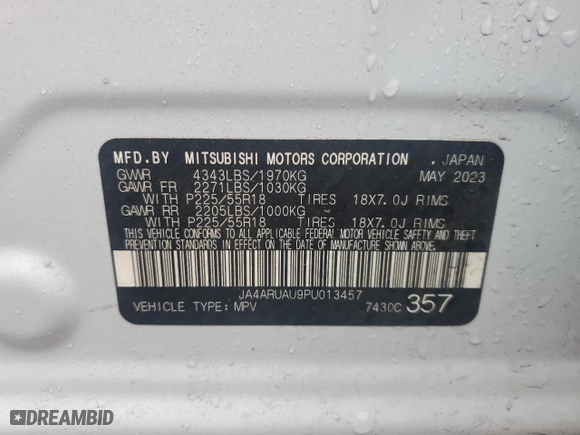 MFD.BY MITSUBISHI MOTORS CORPORATION . JAPAN
GVWR 4343LBS/1970KG MAY 2023
GAWR FR 2271LBS/1030KG
WITH P225/55R18 TIRES 18X7.0J RIMS
GAWR RR 2205LBS/1000KG
WITH P225/55R18 TIRES 18X7.0J RIMS
THIS VEHICLE CONFORMS TO ALL APPLICABLE FEDERAL MOTOR VEHICLE SAFETY AND THEFT
PREVENTION STANDARDS IN EFFECT ON THE DATE OF MANUFACTURE SHOWN ABOVE.
JA4ARUAU9PU013457
VEHICLE TYPE: MPV 7430C 357
DREAMBID